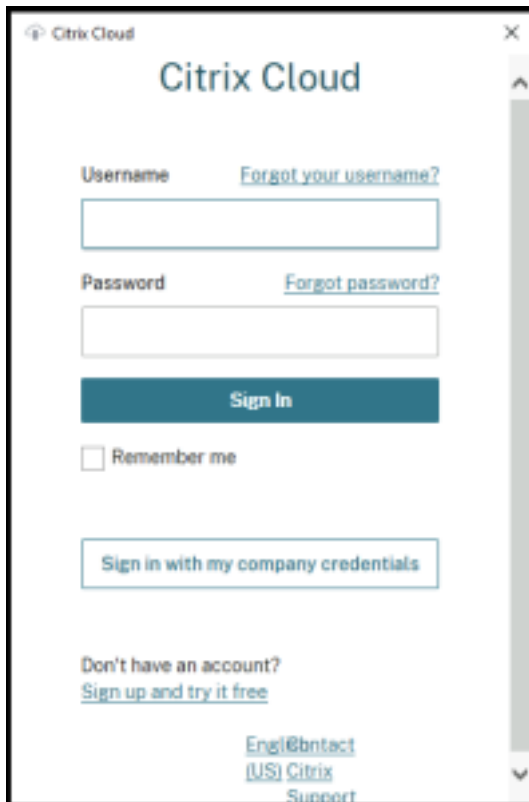 Citrix Cloud
Citrix Cloud
Username Forgot your username?
Password Forgot password?
Sign In
Remember me
Sign in with my company credentials
Don't have an account?
Sign up and try it free
English Contact
(US) Citrix
Support